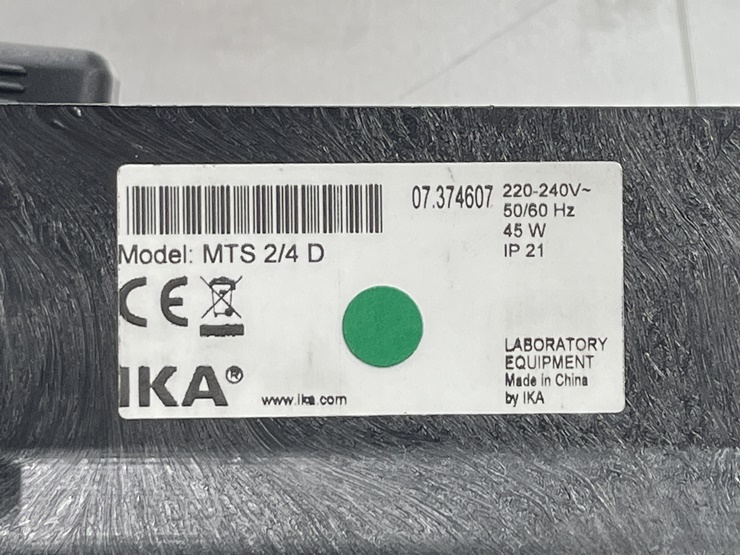 07.374607
220-240V~
50/60 Hz
45 W
IP 21
Model: MTS 2/4 D
CE
IKA®
www.ika.com
LABORATORY
EQUIPMENT
Made in China
by IKA